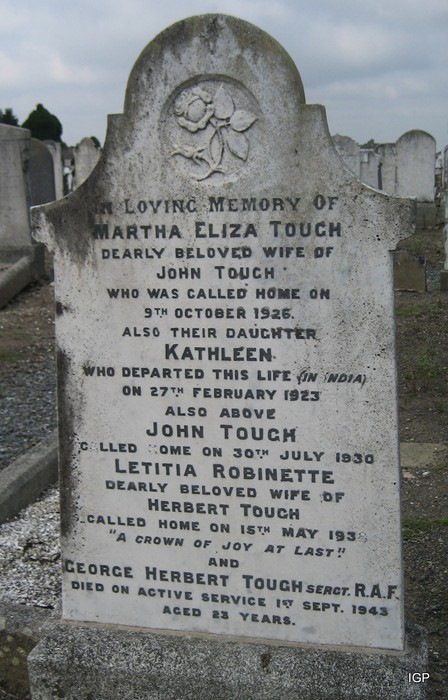 In Loving Memory Of
Martha Eliza Tough
dearly beloved wife of
John Tough
who was called home on
9th October 1926.
also their daughter
Kathleen
who departed this life (in India)
on 27th February 1923
also above
John Tough
called home on 30th July 1930
Letitia Robinette
dearly beloved wife of
Herbert Tough
called home on 15th May
"A crown of joy at last!"
and
George Herbert Tough Sergt. R.A.F.
died on active service 1st Sept. 1943
aged 23 years.
IGP